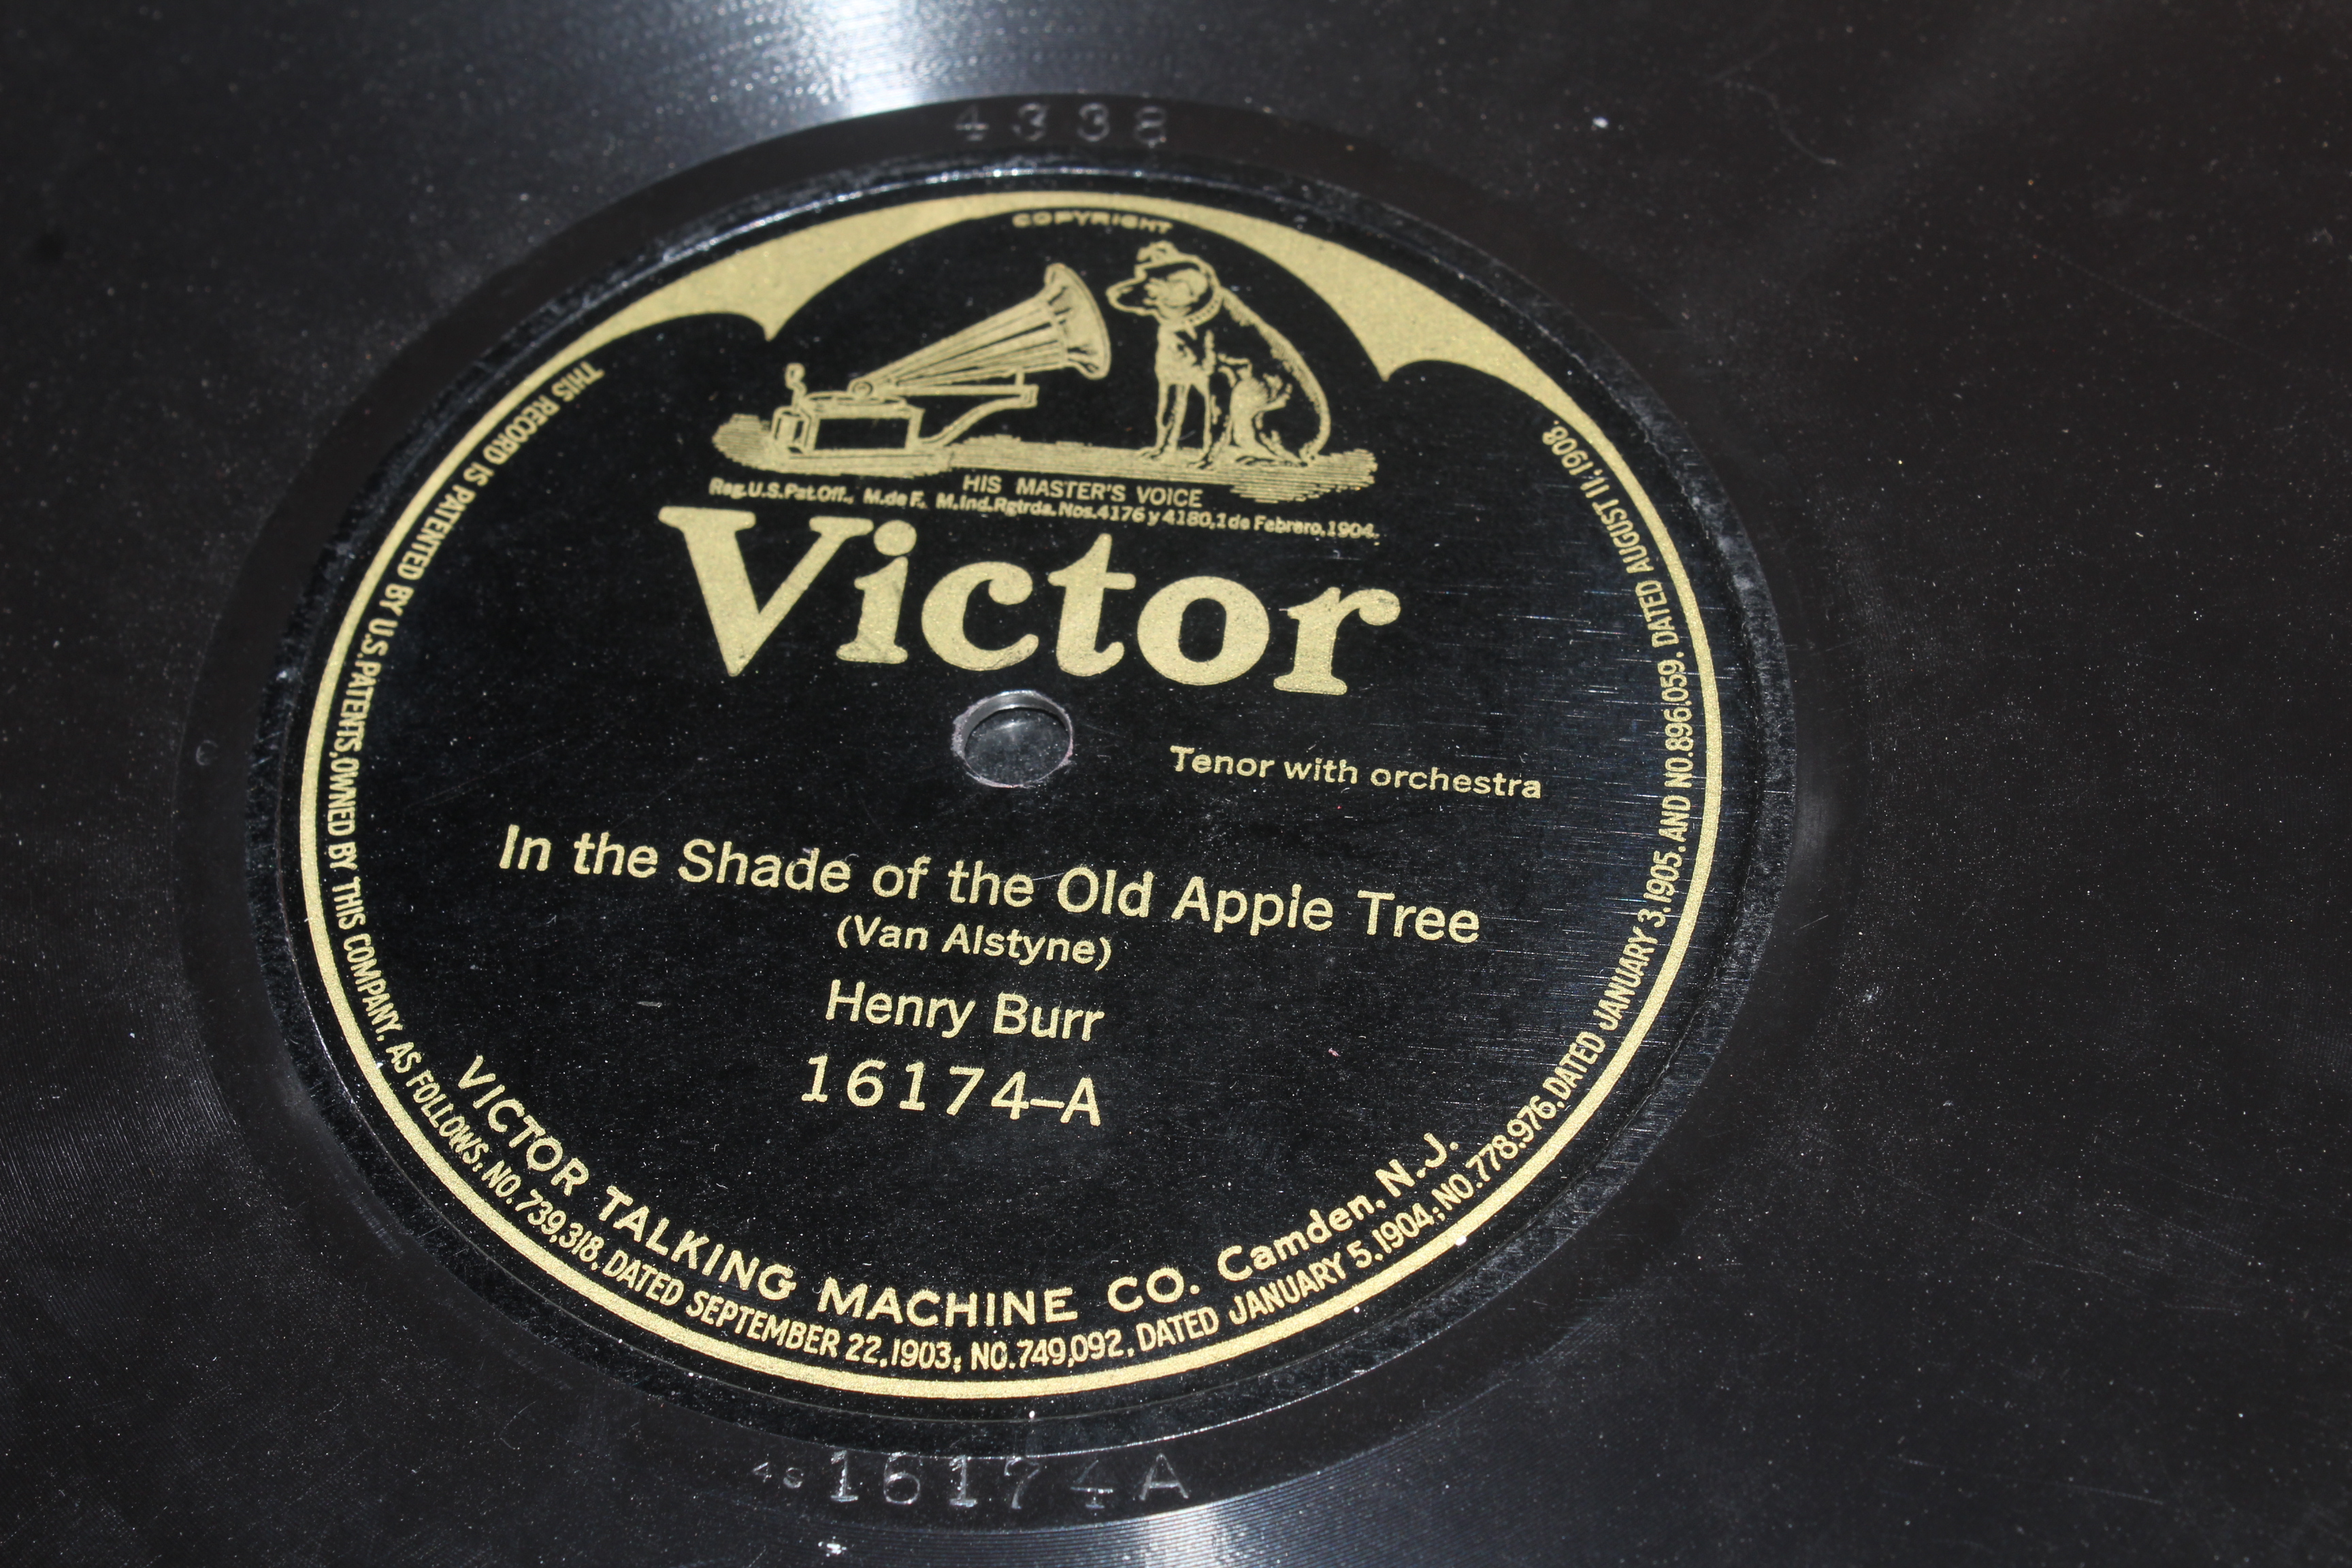 4338
COPYRIGHT
HIS MASTER'S VOICE
Reg.U.S.Pat.Off., M.de F. M.Ind.Rgtrda.Nos.4176 y 4180,1 de Febrero,1904.
Victor
Tenor with orchestra
In the Shade of the Old Apple Tree
(Van Alstyne)
Henry Burr
16174-A
VICTOR TALKING MACHINE CO. Camden, N.J.
THIS RECORD IS PATENTED BY U.S.PATENTS, OWNED BY THIS COMPANY, AS FOLLOWS: NO. 739,318, DATED SEPTEMBER 22, 1903; NO. 749,092, DATED JANUARY 5, 1904; NO. 778,976, DATED JANUARY 3, 1905, AND NO. 896,059, DATED AUGUST 11, 1908.
16174 A